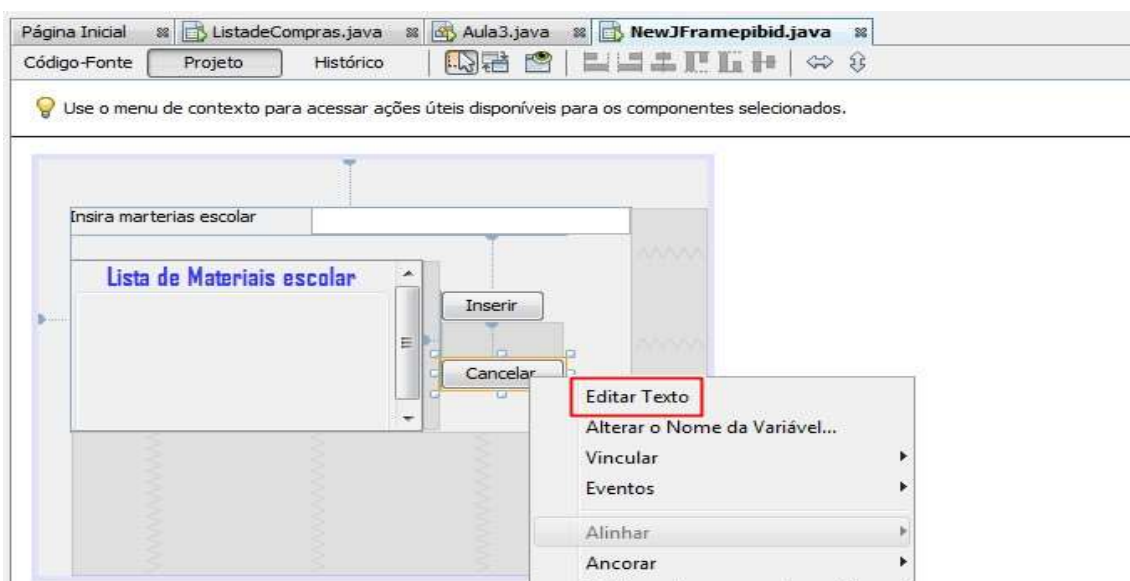 Página Inicial ListadeCompras.java Aula3.java NewJFramepibid.java
Código-Fonte Projeto Histórico
Use o menu de contexto para acessar ações úteis disponíveis para os componentes selecionados.
Insira marterias escolar
Lista de Materiais escolar
Inserir
Cancelar
Editar Texto
Alterar o Nome da Variável...
Vincular
Eventos
Alinhar
Ancorar